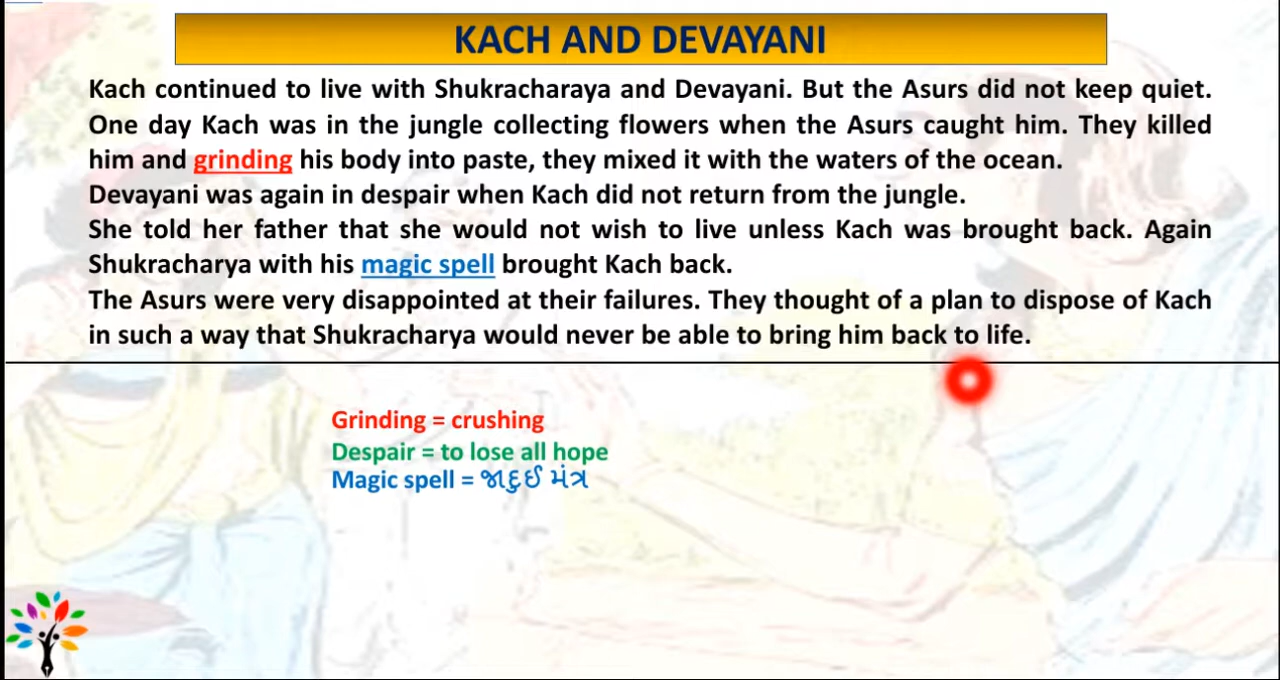 KACH AND DEVAYANI
Kach continued to live with Shukracharaya and Devayani. But the Asurs did not keep quiet.
One day Kach was in the jungle collecting flowers when the Asurs caught him. They killed
him and grinding his body into paste, they mixed it with the waters of the ocean.
Devayani was again in despair when Kach did not return from the jungle.
She told her father that she would not wish to live unless Kach was brought back. Again
Shukracharya with his magic spell brought Kach back.
The Asurs were very disappointed at their failures. They thought of a plan to dispose of Kach
in such a way that Shukracharya would never be able to bring him back to life.
Grinding = crushing
Despair = to lose all hope
Magic spell = જાદુઈ મંત્ર